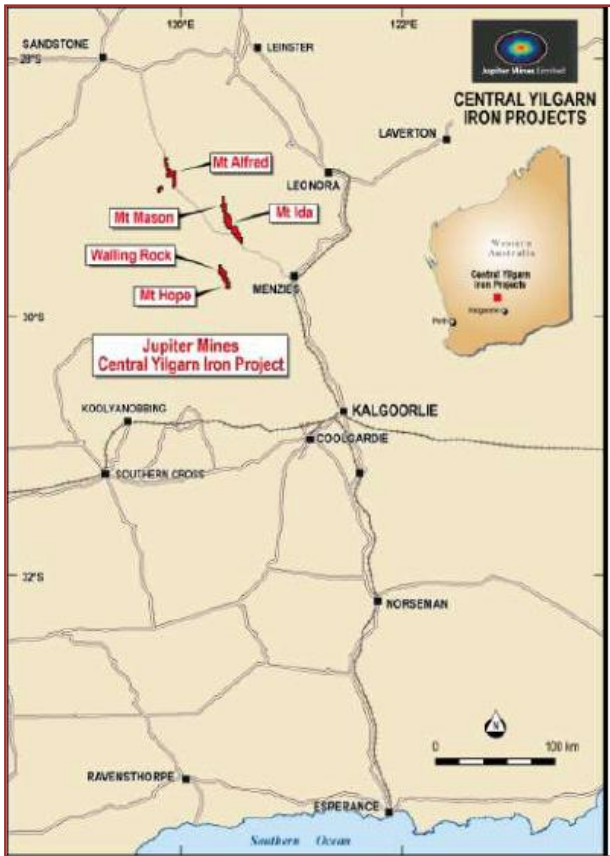 120°E
122°E
SANDSTONE
LEINSTER
28°S
Jupiter Mines Limited
CENTRAL YILGARN
IRON PROJECTS
LAVERTON
Mt Alfred
LEONORA
Mt Mason
Mt Ida
Western
Australia
Walling Rock
Central Yilgarn
Iron Projects
MENZIES
Mt Hope
Kalgoorlie
Perth
30°S
Jupiter Mines
Central Yilgarn Iron Project
KOOLYANOBBING
KALGOORLIE
COOLGARDIE
SOUTHERN CROSS
32°S
NORSEMAN
N
0
100 km
RAVENSTHORPE
ESPERANCE
Southern Ocean